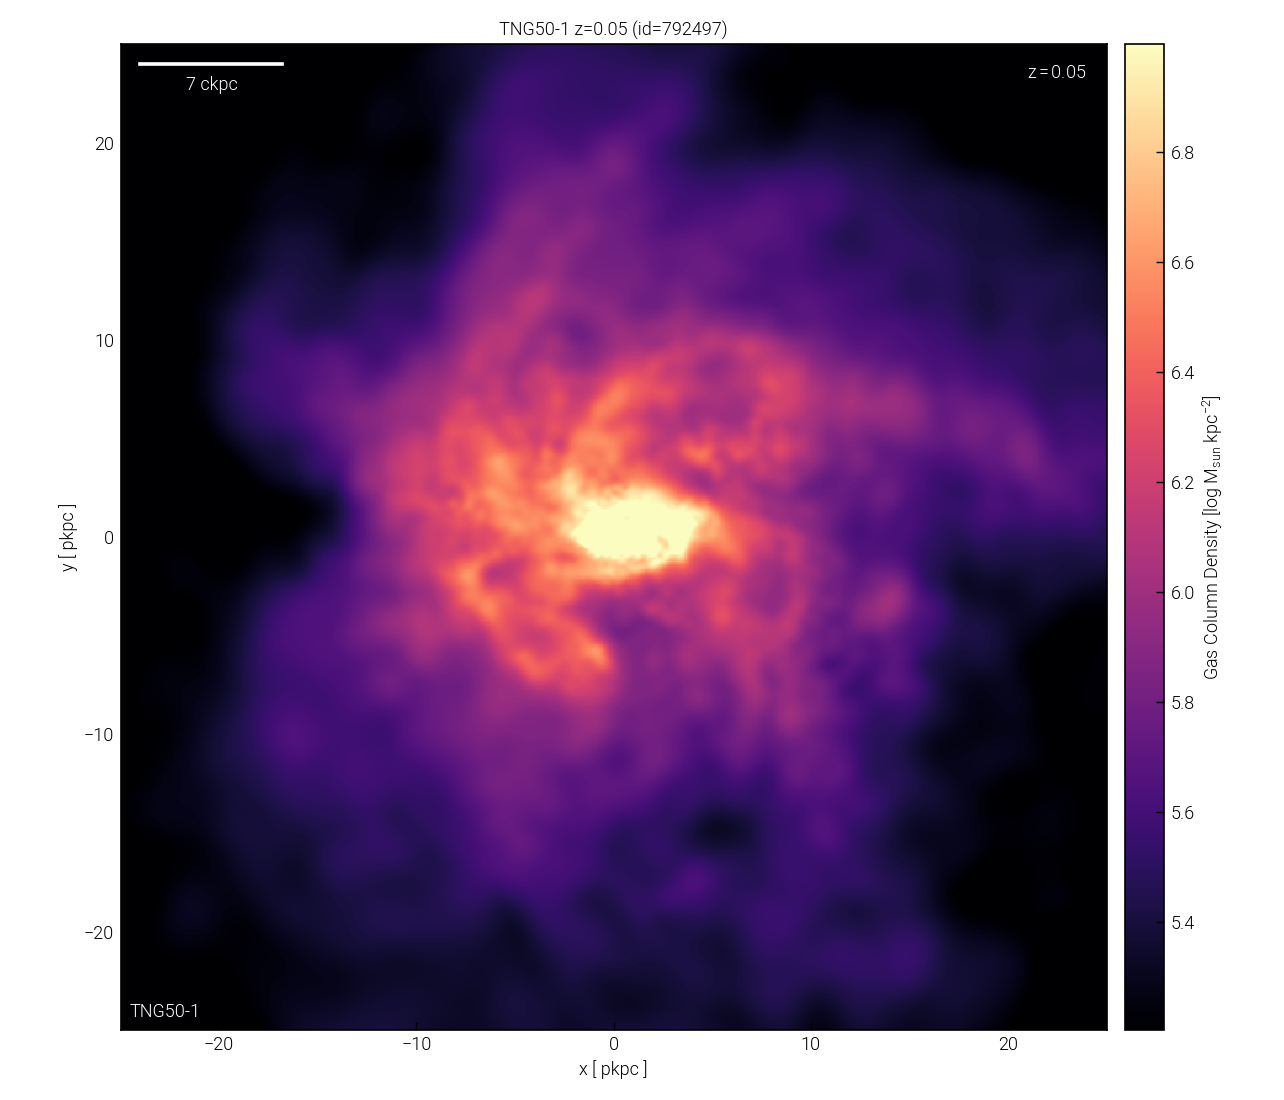 TNG50-1 z=0.05 (id=792497)
7 ckpc
z=0.05
TNG50-1
20
10
0
−10
−20
y [ pkpc ]
−20
−10
0
10
20
x [ pkpc ]
6.8
6.6
6.4
6.2
6.0
5.8
5.6
5.4
Gas Column Density [log Msun kpc−2]